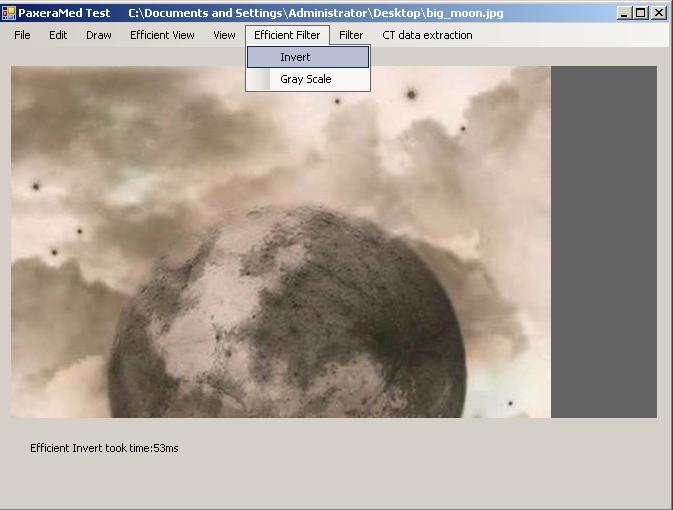 PaxeraMed Test C:\Documents and Settings\Administrator\Desktop\big_moon.jpg
File Edit Draw Efficient View View Efficient Filter Filter CT data extraction
Invert
Gray Scale
Efficient Invert took time:53ms